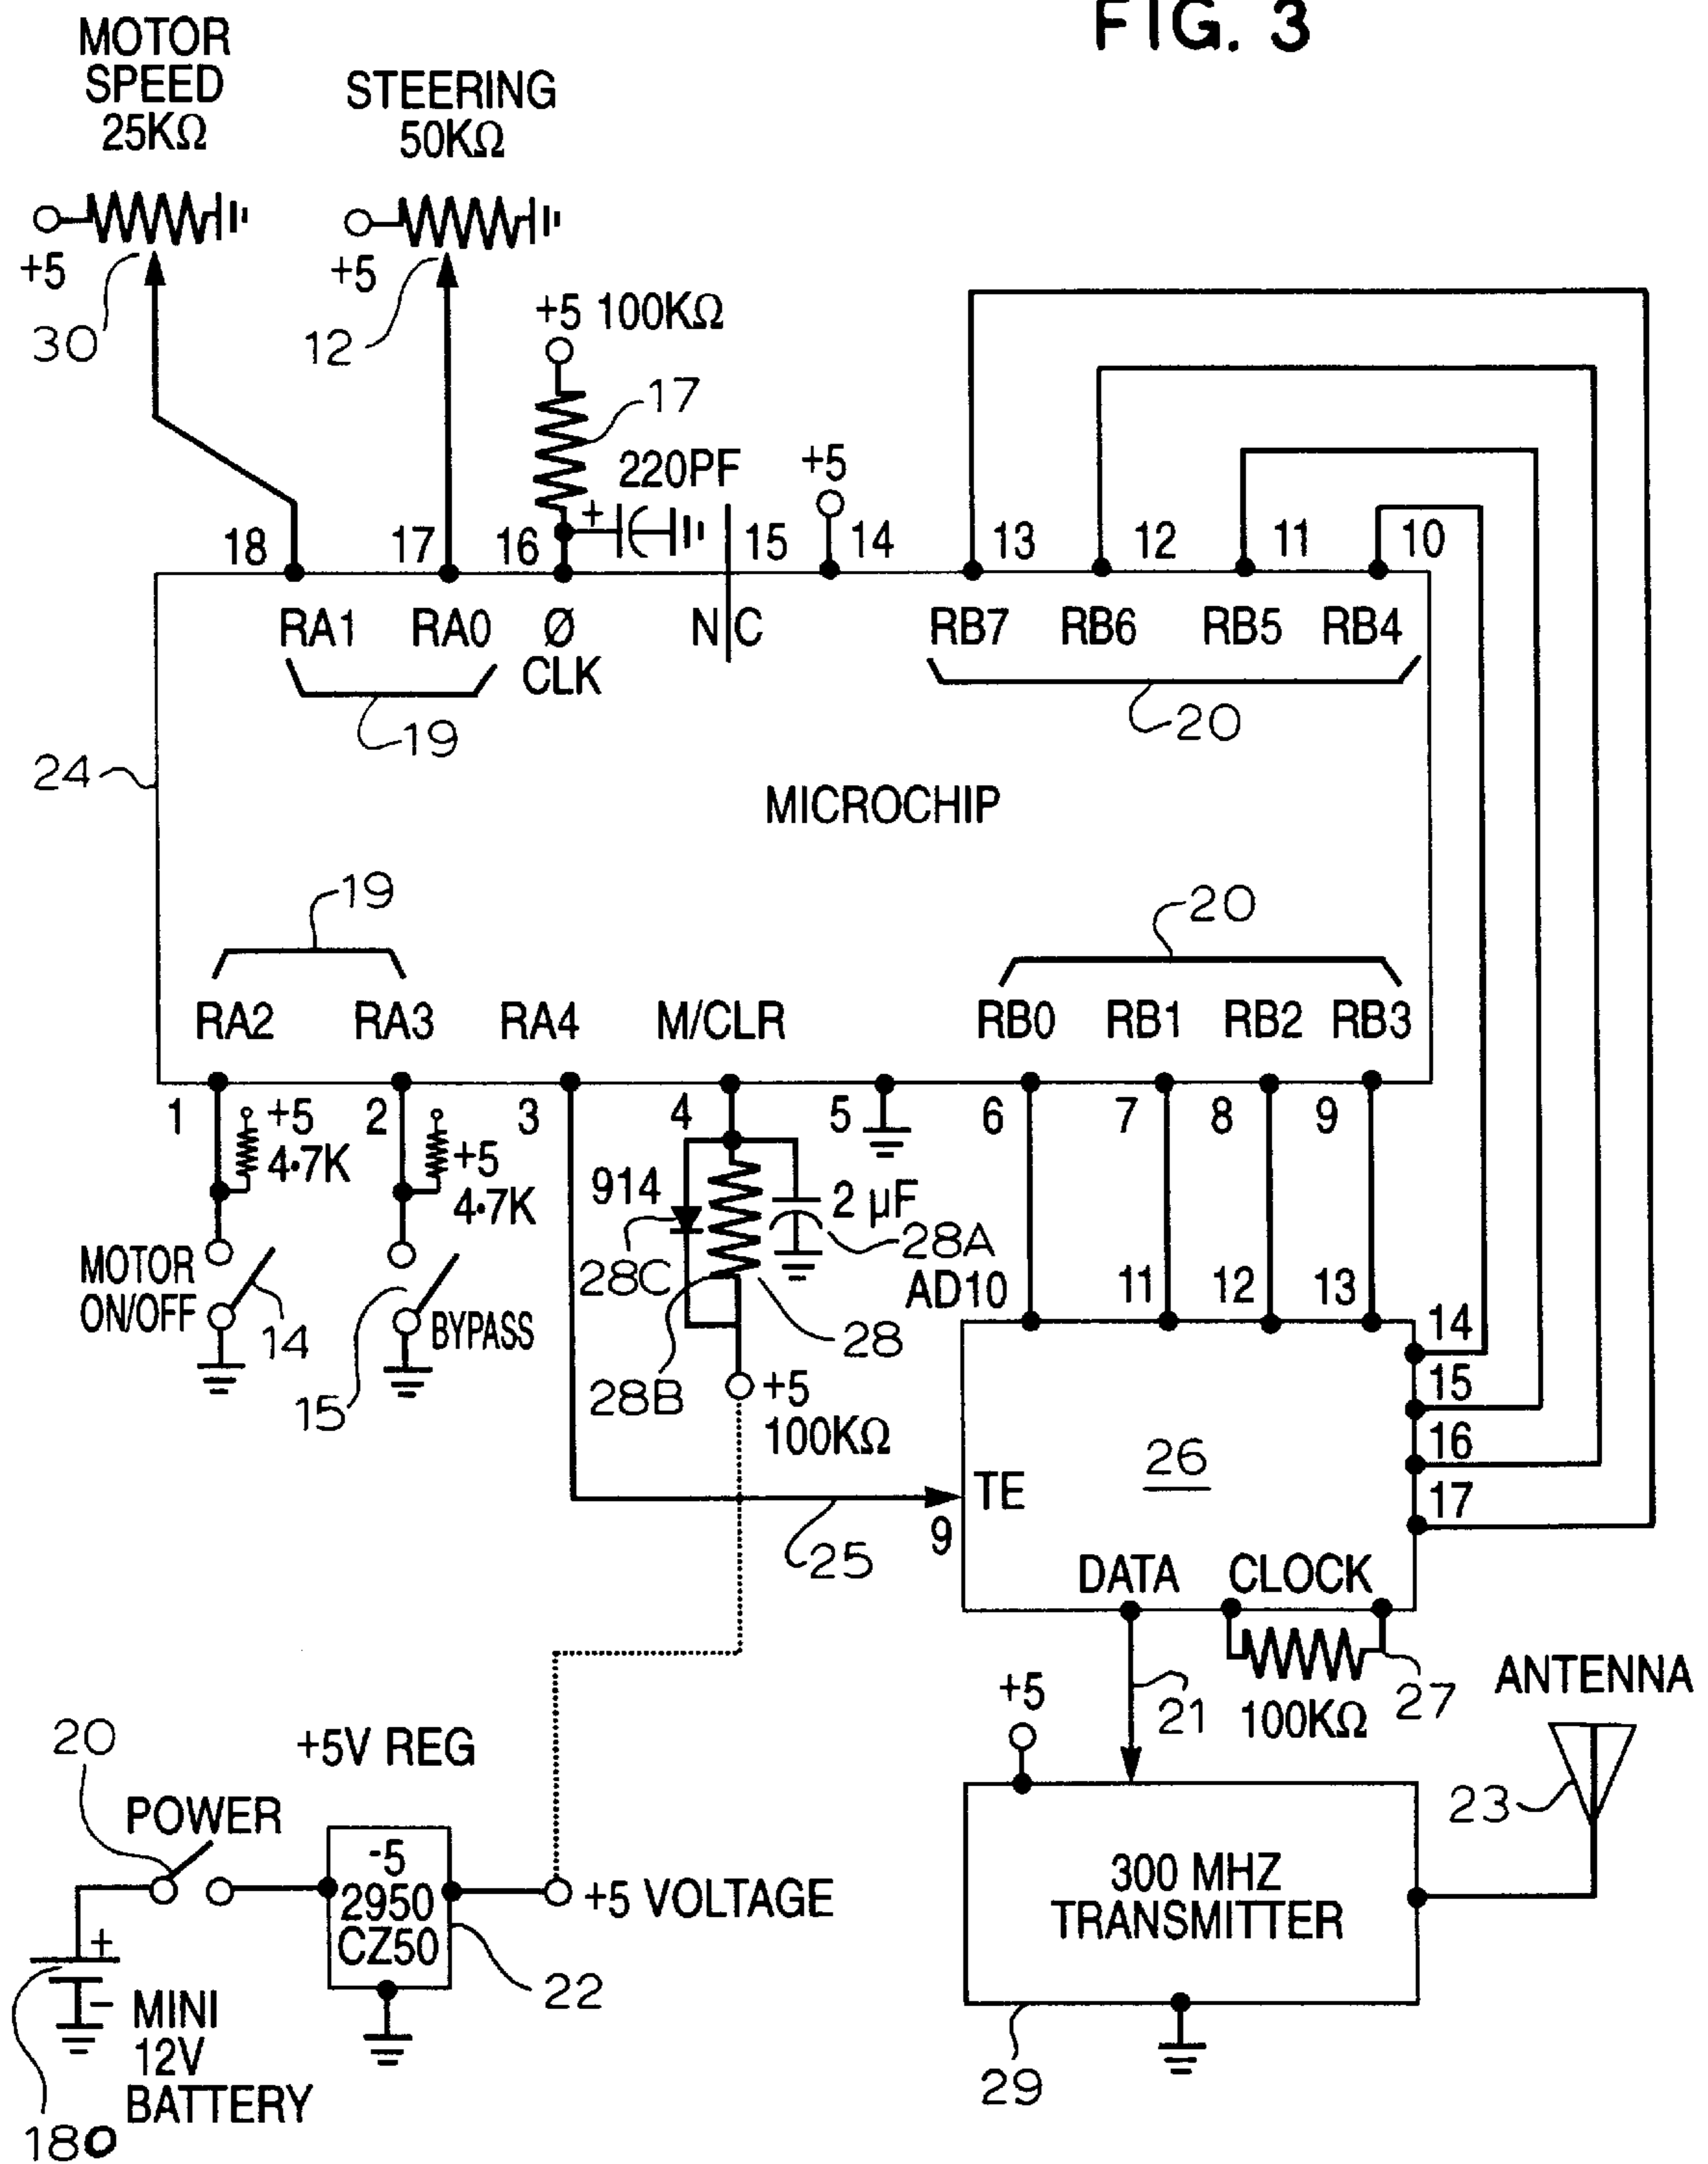 FIG. 3
MOTOR
SPEED
25KΩ
STEERING
50KΩ
+5
+5
30
12
+5 100KΩ
17
220PF
+
+5
18
17
16
15
14
13
12
11
10
RA1
RA0
Ø
CLK
N|C
RB7
RB6
RB5
RB4
19
20
24
MICROCHIP
19
20
RA2
RA3
RA4
M/CLR
RB0
RB1
RB2
RB3
1
+5
4.7K
2
+5
4.7K
3
4
5
6
7
8
9
914
2 µF
28A
28C
28
28B
AD10
11
12
13
14
15
16
17
MOTOR
ON/OFF
14
BYPASS
15
+5
100KΩ
26
TE
9
25
DATA
CLOCK
21
100KΩ
27
ANTENNA
23
+5
20
POWER
+5V REG
-5
2950
CZ50
+5 VOLTAGE
22
+
-
MINI
12V
BATTERY
180
300 MHZ
TRANSMITTER
29